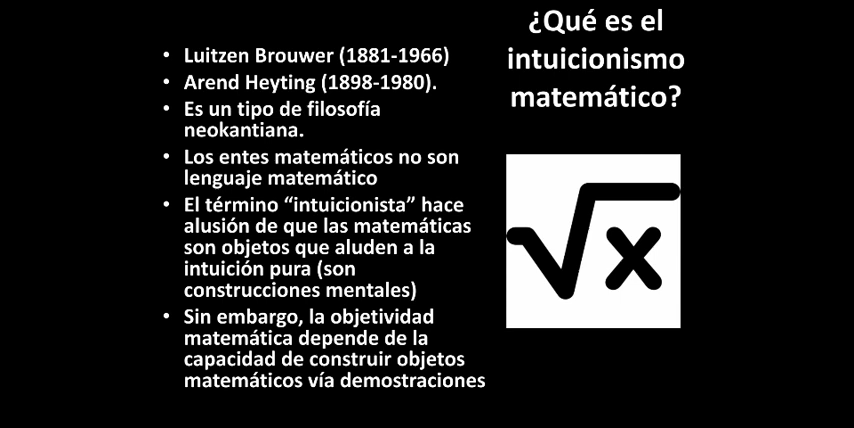 ¿Qué es el
intuicionismo
matemático?
• Luitzen Brouwer (1881-1966)
• Arend Heyting (1898-1980).
• Es un tipo de filosofía
neokantiana.
• Los entes matemáticos no son
lenguaje matemático
• El término “intuicionista” hace
alusión de que las matemáticas
son objetos que aluden a la
intuición pura (son
construcciones mentales)
• Sin embargo, la objetividad
matemática depende de la
capacidad de construir objetos
matemáticos vía demostraciones
√x